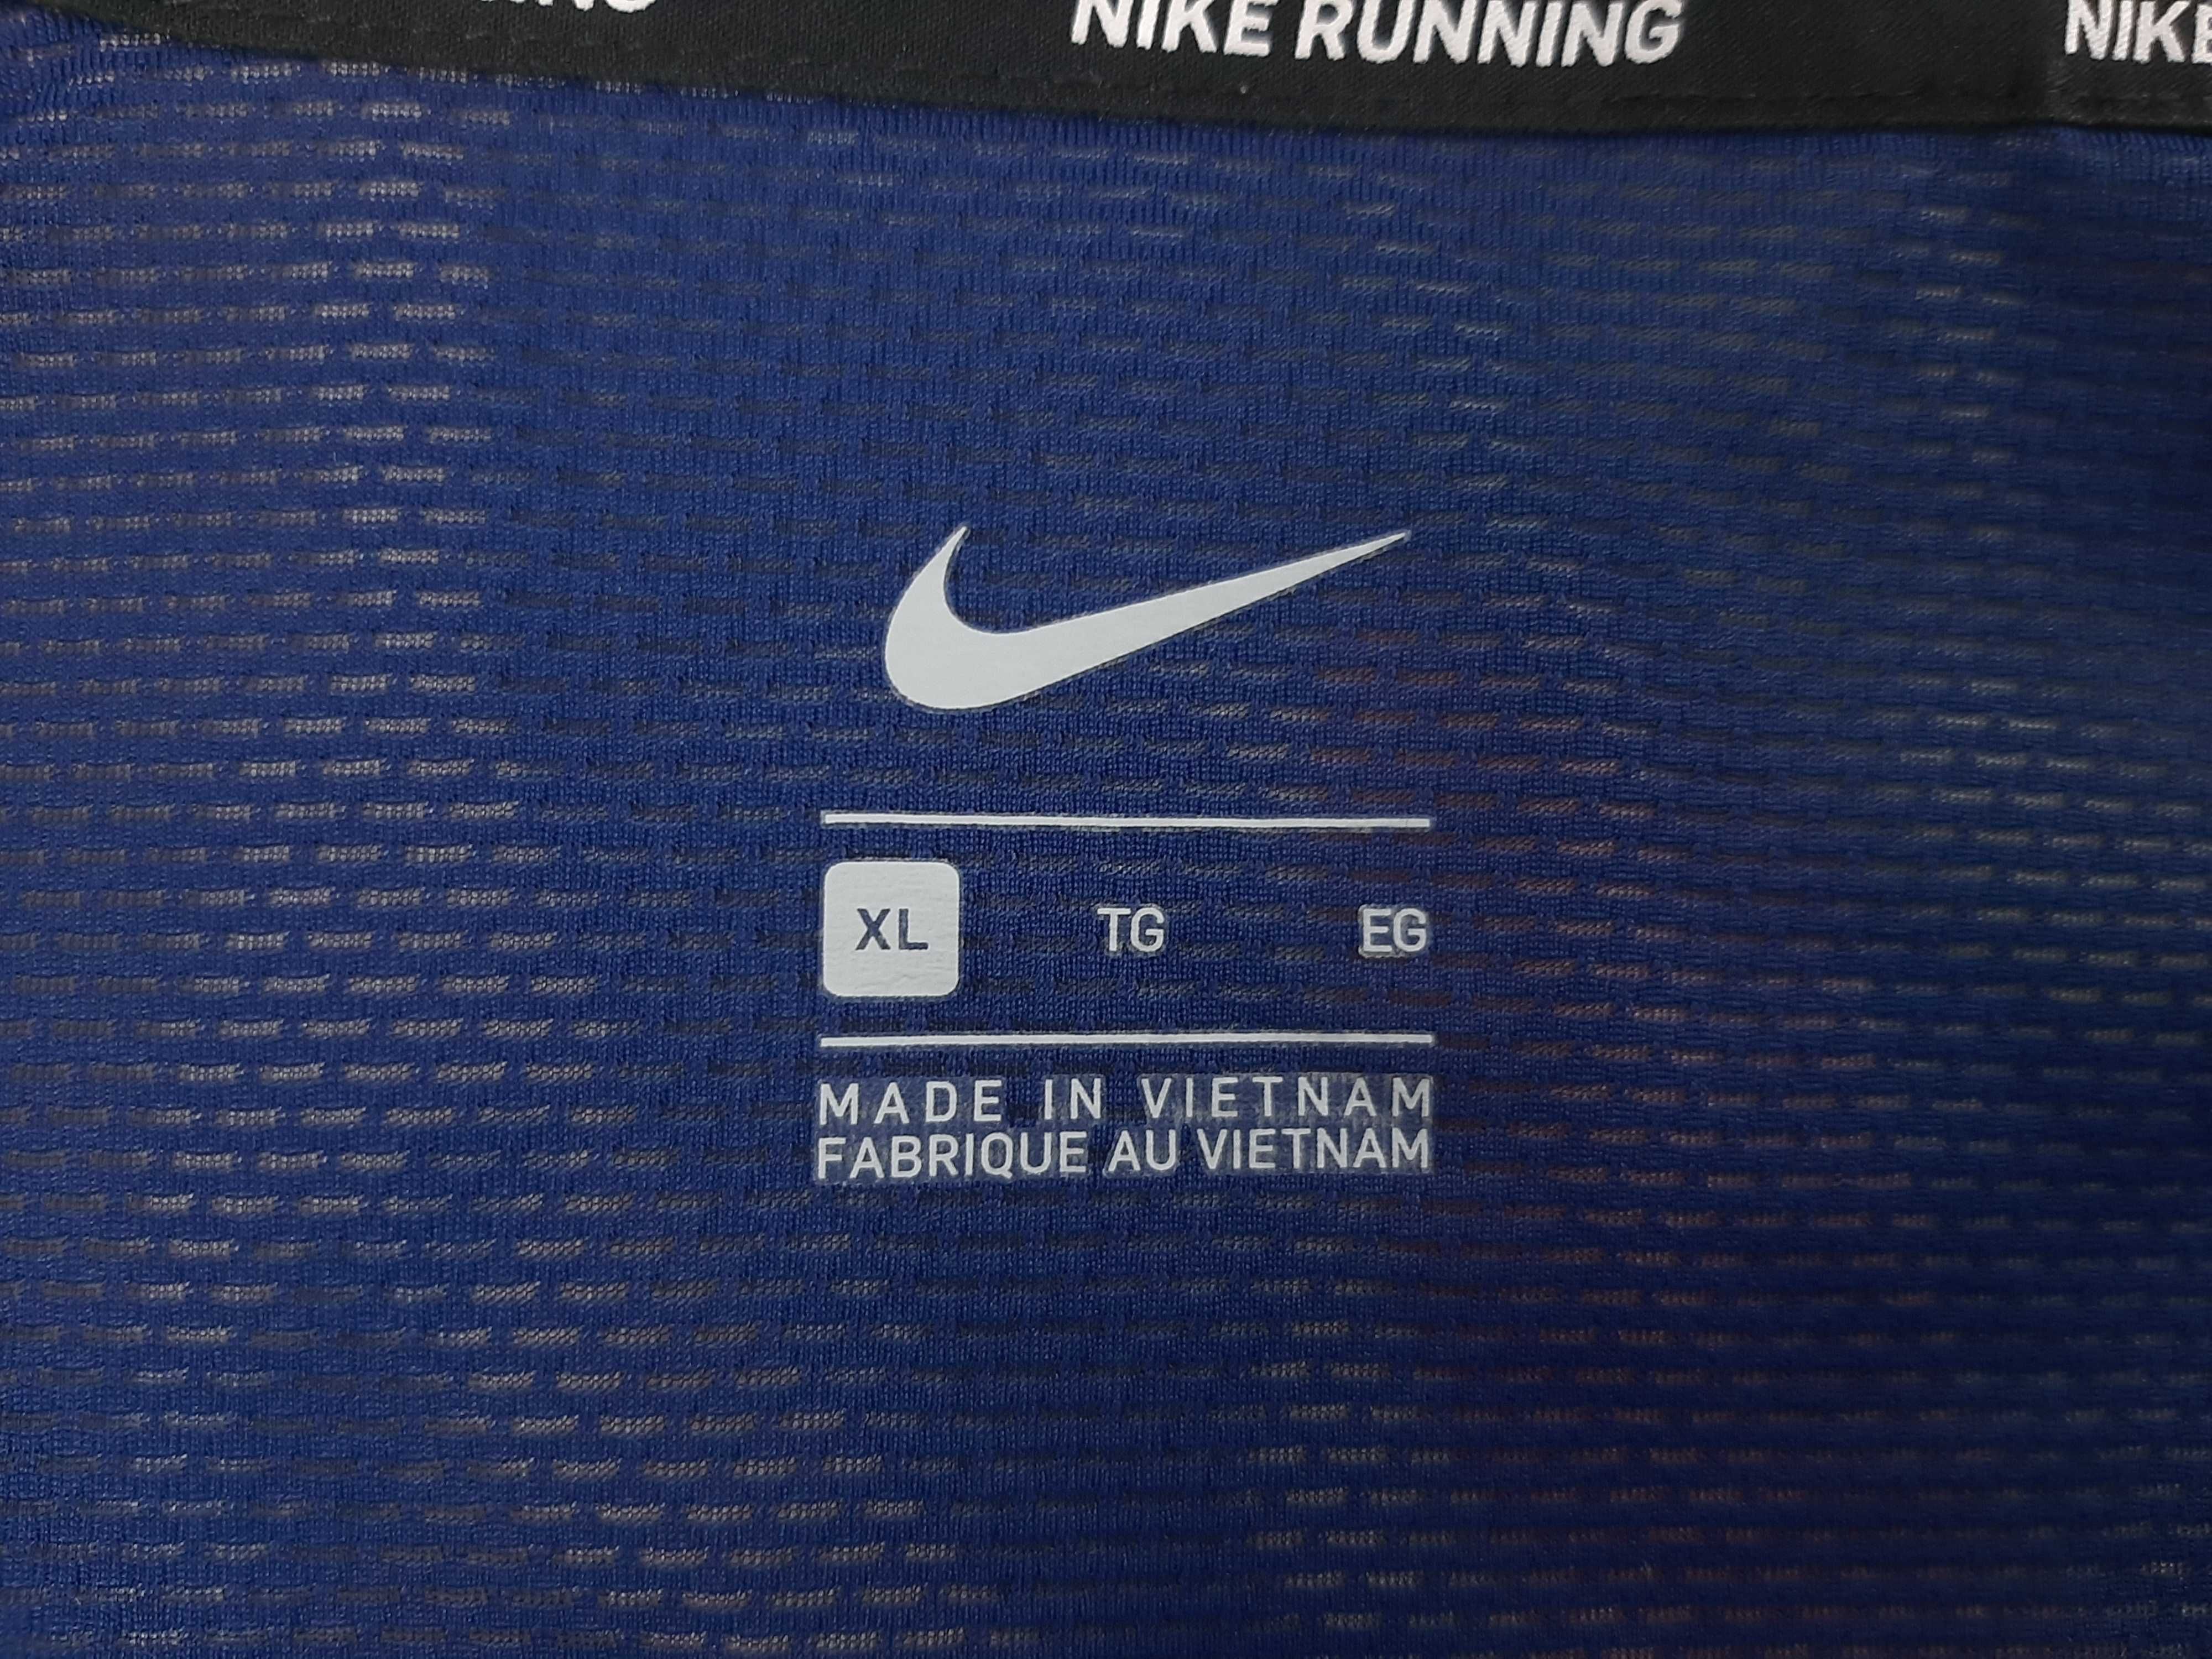 NIKE RUNNING
XL TG EG
MADE IN VIETNAM
FABRIQUE AU VIETNAM